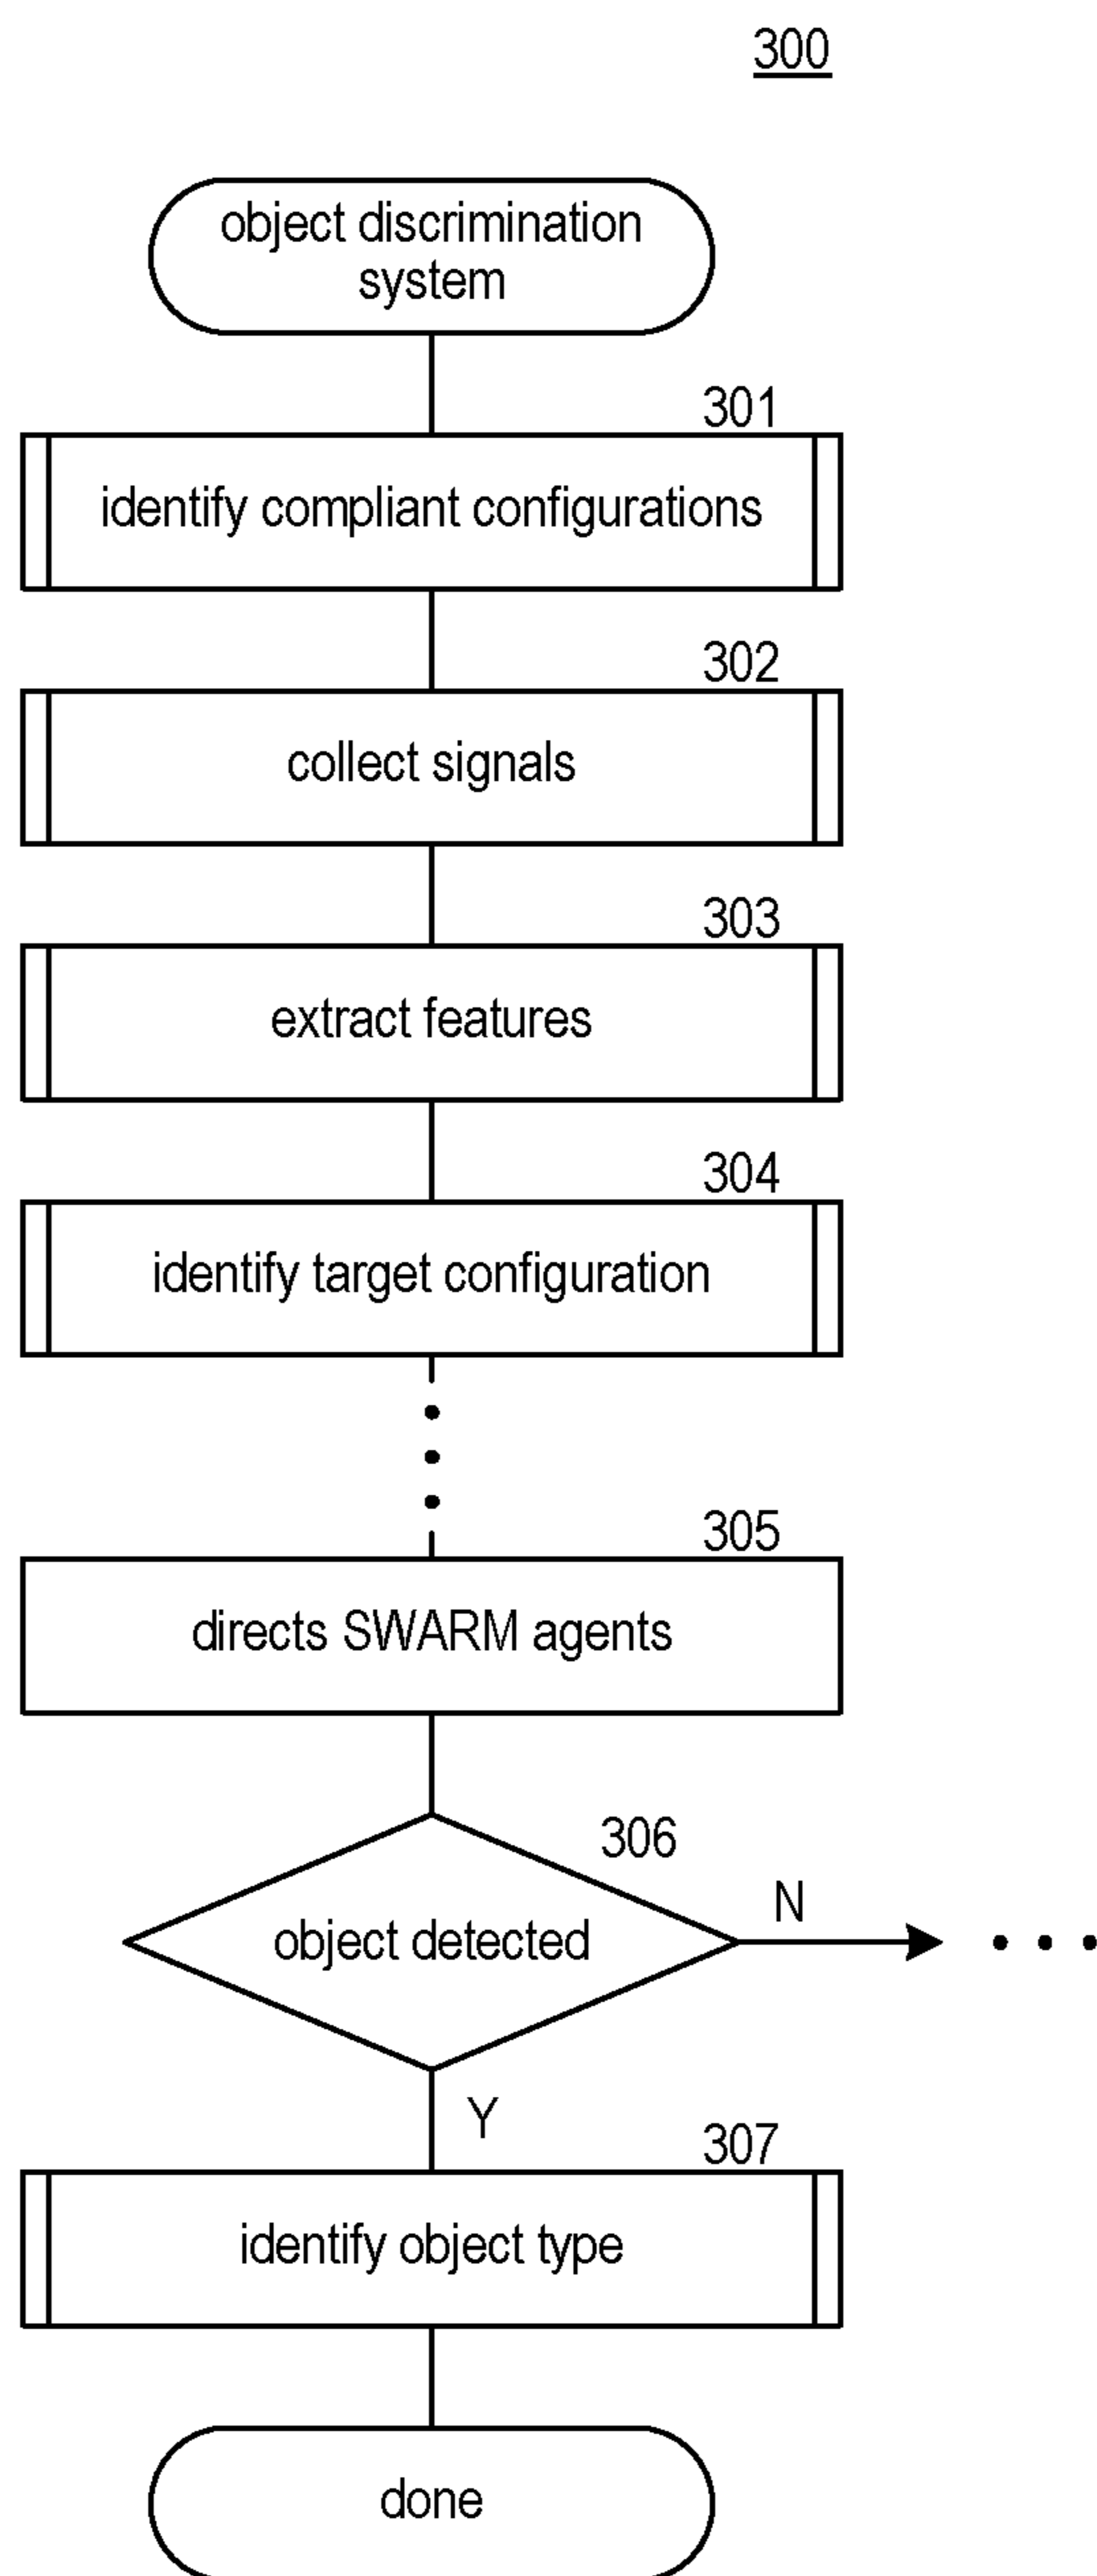 300
object discrimination
system
301
identify compliant configurations
302
collect signals
303
extract features
304
identify target configuration
305
directs SWARM agents
306
object detected
N
Y
307
identify object type
done